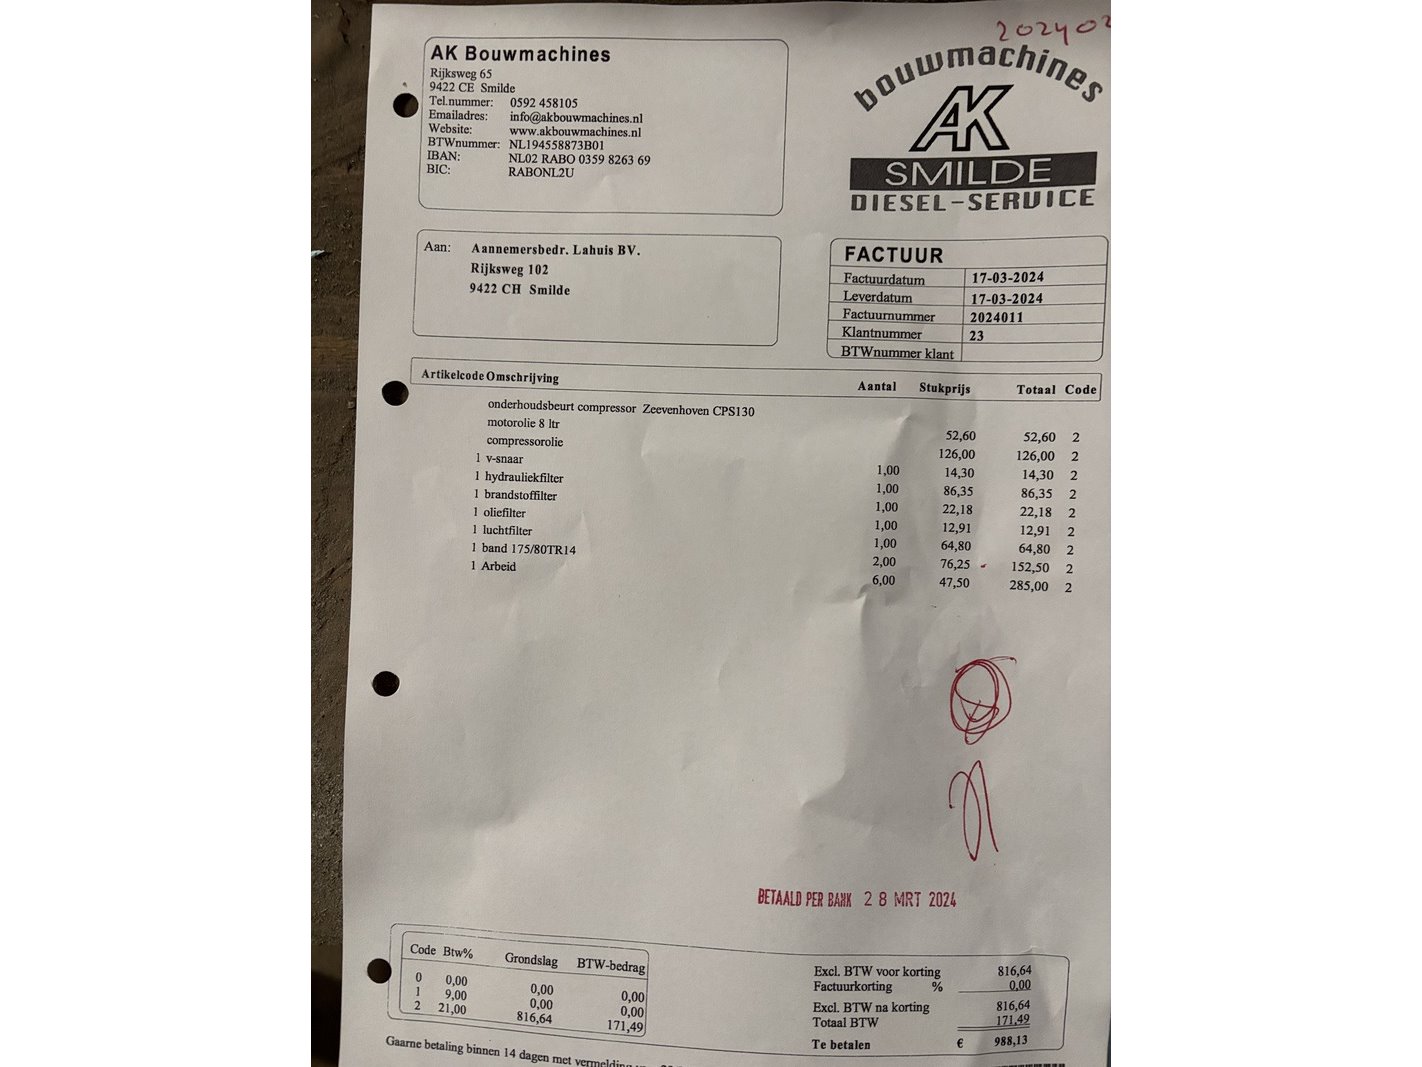 202402
AK Bouwmachines
Rijksweg 65
9422 CE Smilde
Tel.nummer: 0592 458105
Emailadres: info@akbouwmachines.nl
Website: www.akbouwmachines.nl
BTWnummer: NL194558873B01
IBAN: NL02 RABO 0359 8263 69
BIC: RABONL2U
bouwmachines
AK
SMILDE
DIESEL-SERVICE
Aan: Aannemersbedr. Lahuis BV.
Rijksweg 102
9422 CH Smilde
FACTUUR
Factuurdatum 17-03-2024
Leverdatum 17-03-2024
Factuurnummer 2024011
Klantnummer 23
BTWnummer klant
Artikelcode Omschrijving Aantal Stukprijs Totaal Code
onderhoudsbeurt compressor Zeevenhoven CPS130
motorolie 8 ltr 52,60 52,60 2
compressorolie 126,00 126,00 2
1 v-snaar 1,00 14,30 14,30 2
1 hydrauliekfilter 1,00 86,35 86,35 2
1 brandstoffilter 1,00 22,18 22,18 2
1 oliefilter 1,00 12,91 12,91 2
1 luchtfilter 1,00 64,80 64,80 2
1 band 175/80TR14 2,00 76,25 152,50 2
1 Arbeid 6,00 47,50 285,00 2
BETAALD PER BANK 28 MRT 2024
Code Btw% Grondslag BTW-bedrag
0 0,00 0,00 0,00
1 9,00 0,00 0,00
2 21,00 816,64 171,49
Excl. BTW voor korting 816,64
Factuurkorting % 0,00
Excl. BTW na korting 816,64
Totaal BTW 171,49
Te betalen € 988,13
Gaarne betaling binnen 14 dagen met vermelding